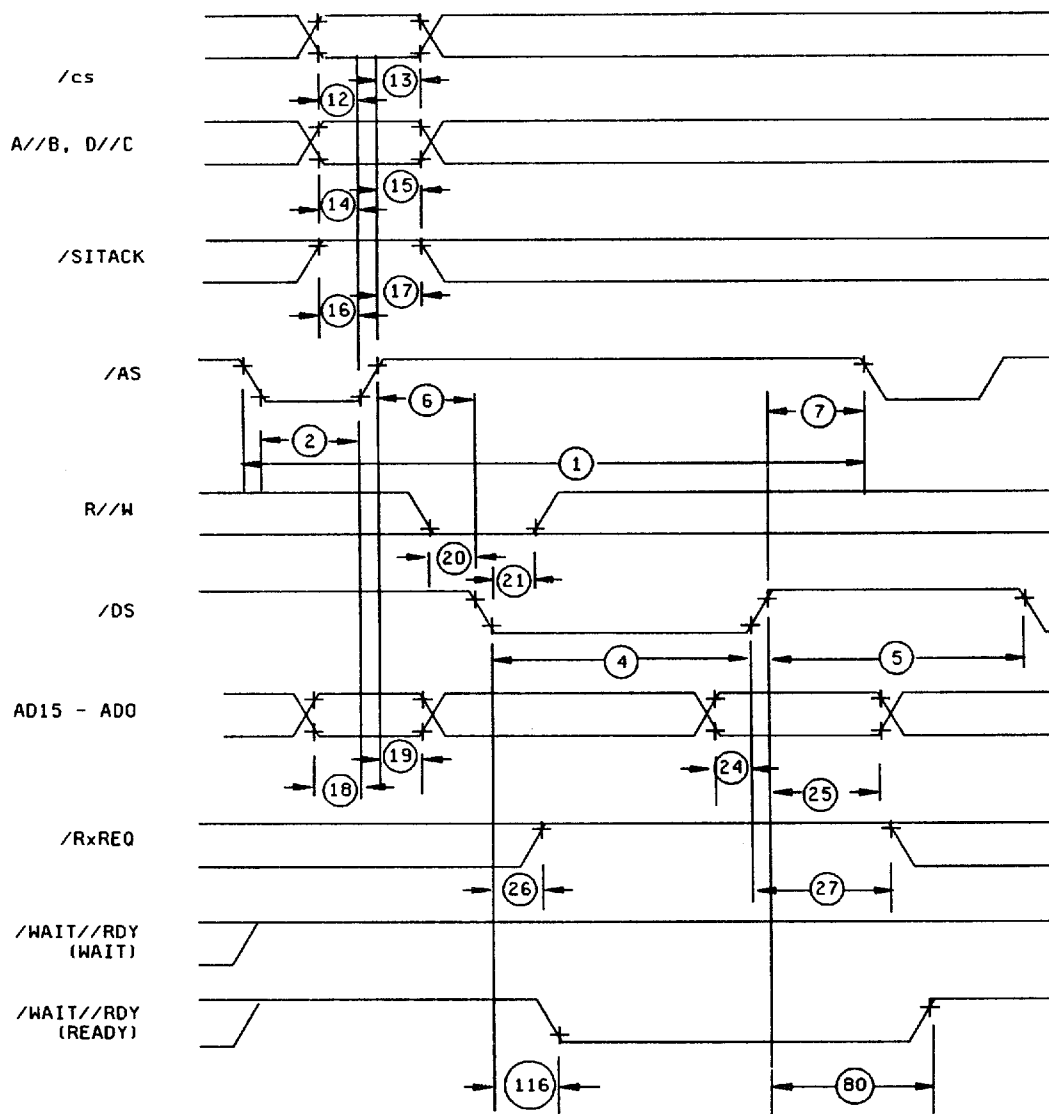 /cs
13
12
A//B, D//C
15
14
/SITACK
17
16
/AS
6
7
2
1
R//W
20
21
/DS
4
5
AD15 - AD0
19
24
18
25
/RxREQ
26
27
/WAIT//RDY
(WAIT)
/WAIT//RDY
(READY)
116
80